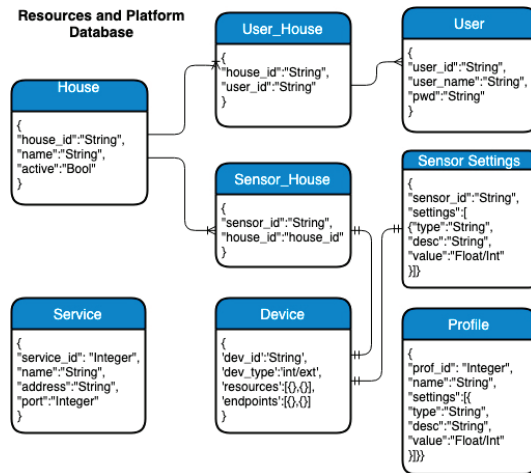 Resources and Platform
Database
User_House
{
"house_id":"String",
"user_id":"String"
}
User
{
"user_id":"String",
"user_name":"String",
"pwd":"String"
}
House
{
"house_id":"String",
"name":"String",
"active":"Bool"
}
Sensor_House
{
"sensor_id":"String",
"house_id":"house_id"
}
Sensor Settings
{
"sensor_id":"String",
"settings":[
{"type":"String",
"desc":"String",
"value":"Float/Int"
}]}
Service
{
"service_id": "Integer",
"name":"String",
"address":"String",
"port":"Integer"
}
Device
{
'dev_id':'String',
'dev_type':'int/ext',
'resources':[{},{}],
'endpoints':[{},{}]
}
Profile
{
"prof_id": "Integer",
"name":"String",
"settings":[{
"type":"String",
"desc":"String",
"value":"Float/Int"
}]}}